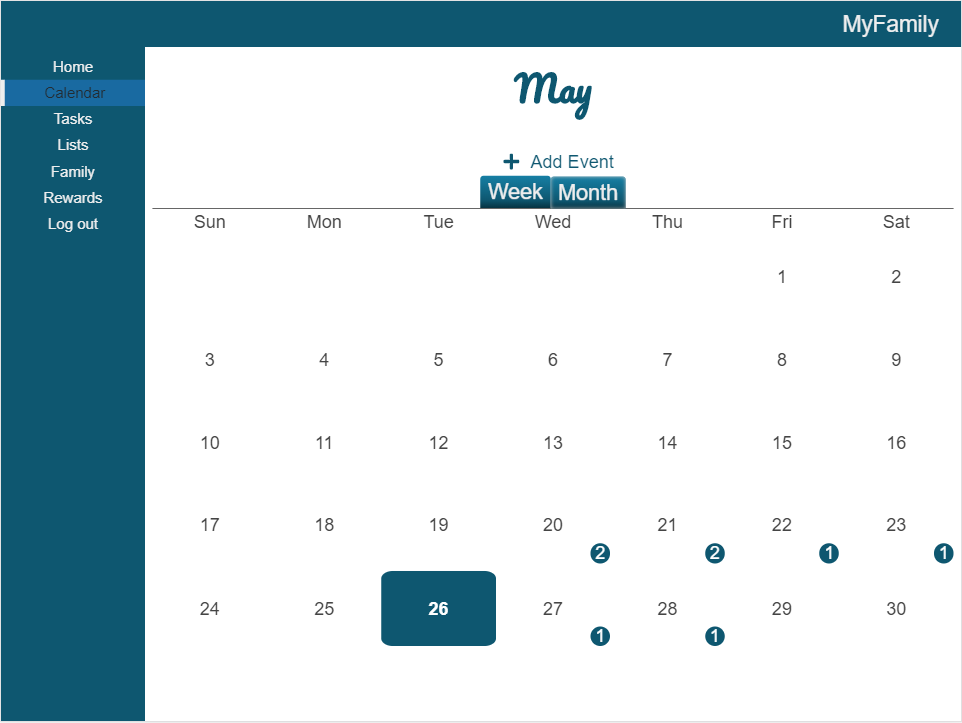 MyFamily
Home
Calendar
Tasks
Lists
Family
Rewards
Log out
May
Add Event
Week Month
Sun Mon Tue Wed Thu Fri Sat
1 2
3 4 5 6 7 8 9
10 11 12 13 14 15 16
17 18 19 20 21 22 23
2 2 1 1
24 25 26 27 28 29 30
1 1